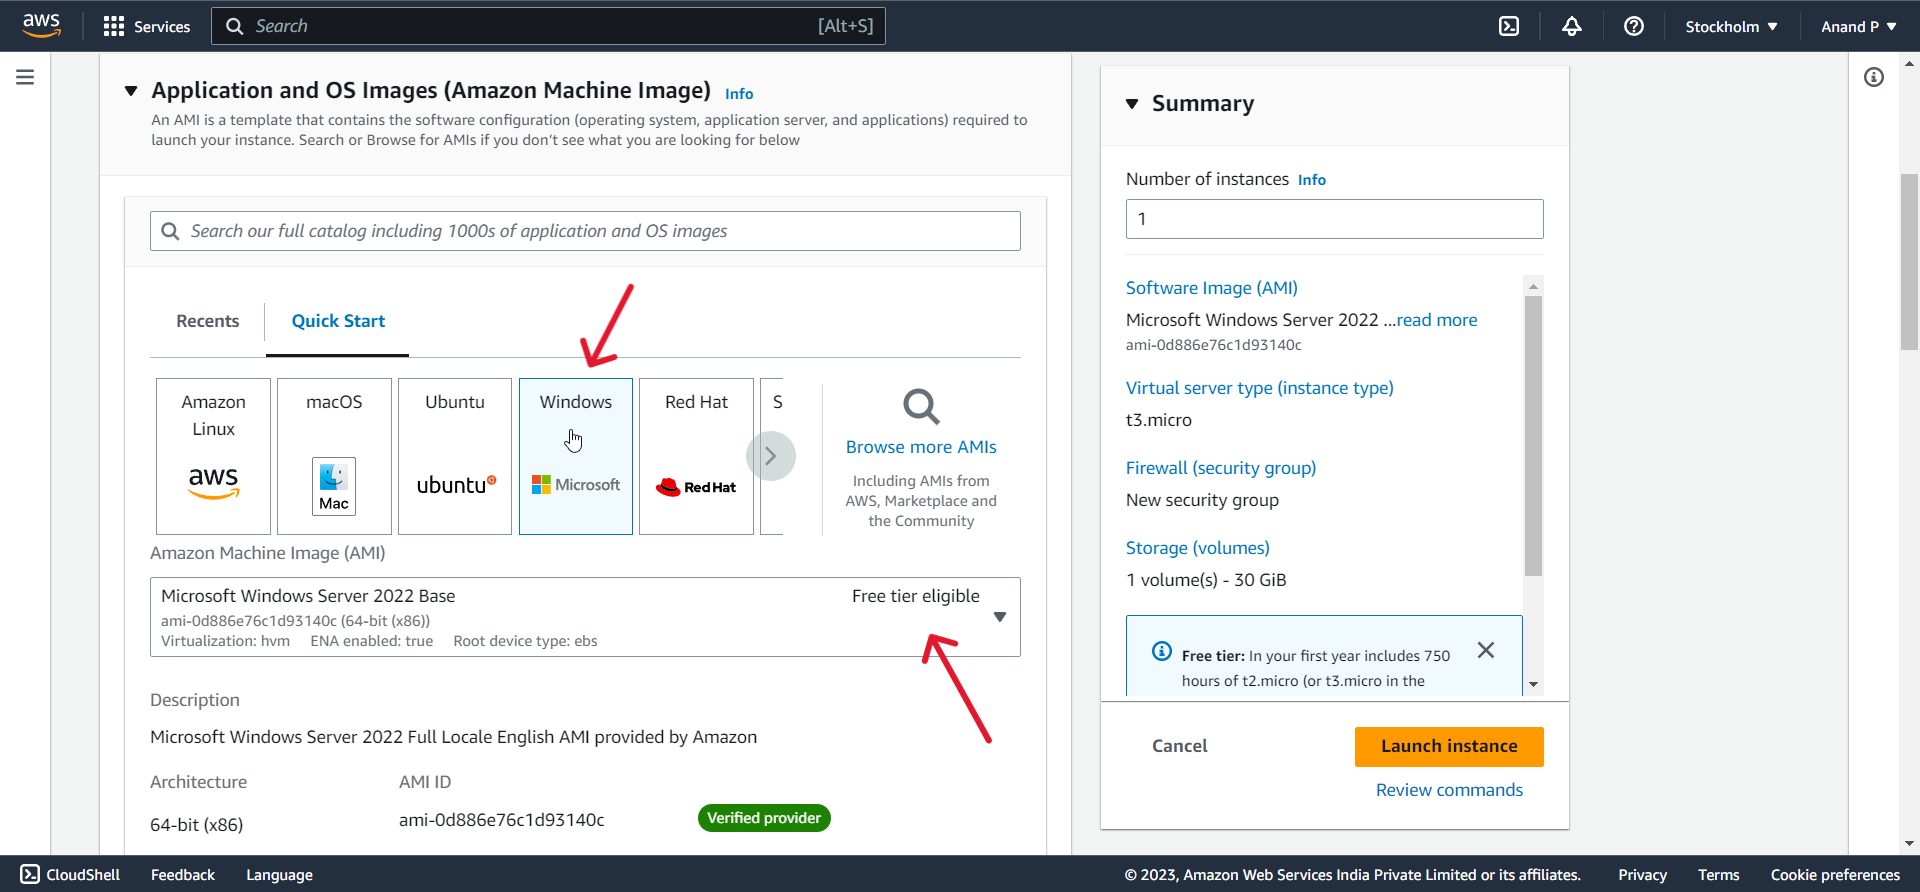 aws
Services
Search
[Alt+S]
Stockholm
Anand P
Application and OS Images (Amazon Machine Image) Info
An AMI is a template that contains the software configuration (operating system, application server, and applications) required to
launch your instance. Search or Browse for AMIs if you don’t see what you are looking for below
Search our full catalog including 1000s of application and OS images
Recents
Quick Start
Amazon
Linux
aws
macOS
Mac
Ubuntu
ubuntu
Windows
Microsoft
Red Hat
Red Hat
S
Browse more AMIs
Including AMIs from
AWS, Marketplace and
the Community
Amazon Machine Image (AMI)
Microsoft Windows Server 2022 Base
Free tier eligible
ami-0d886e76c1d93140c (64-bit (x86))
Virtualization: hvm ENA enabled: true Root device type: ebs
Description
Microsoft Windows Server 2022 Full Locale English AMI provided by Amazon
Architecture
AMI ID
64-bit (x86)
ami-0d886e76c1d93140c
Verified provider
Summary
Number of instances Info
1
Software Image (AMI)
Microsoft Windows Server 2022 ...read more
ami-0d886e76c1d93140c
Virtual server type (instance type)
t3.micro
Firewall (security group)
New security group
Storage (volumes)
1 volume(s) - 30 GiB
Free tier: In your first year includes 750
hours of t2.micro (or t3.micro in the
Cancel
Launch instance
Review commands
CloudShell
Feedback
Language
© 2023, Amazon Web Services India Private Limited or its affiliates.
Privacy
Terms
Cookie preferences